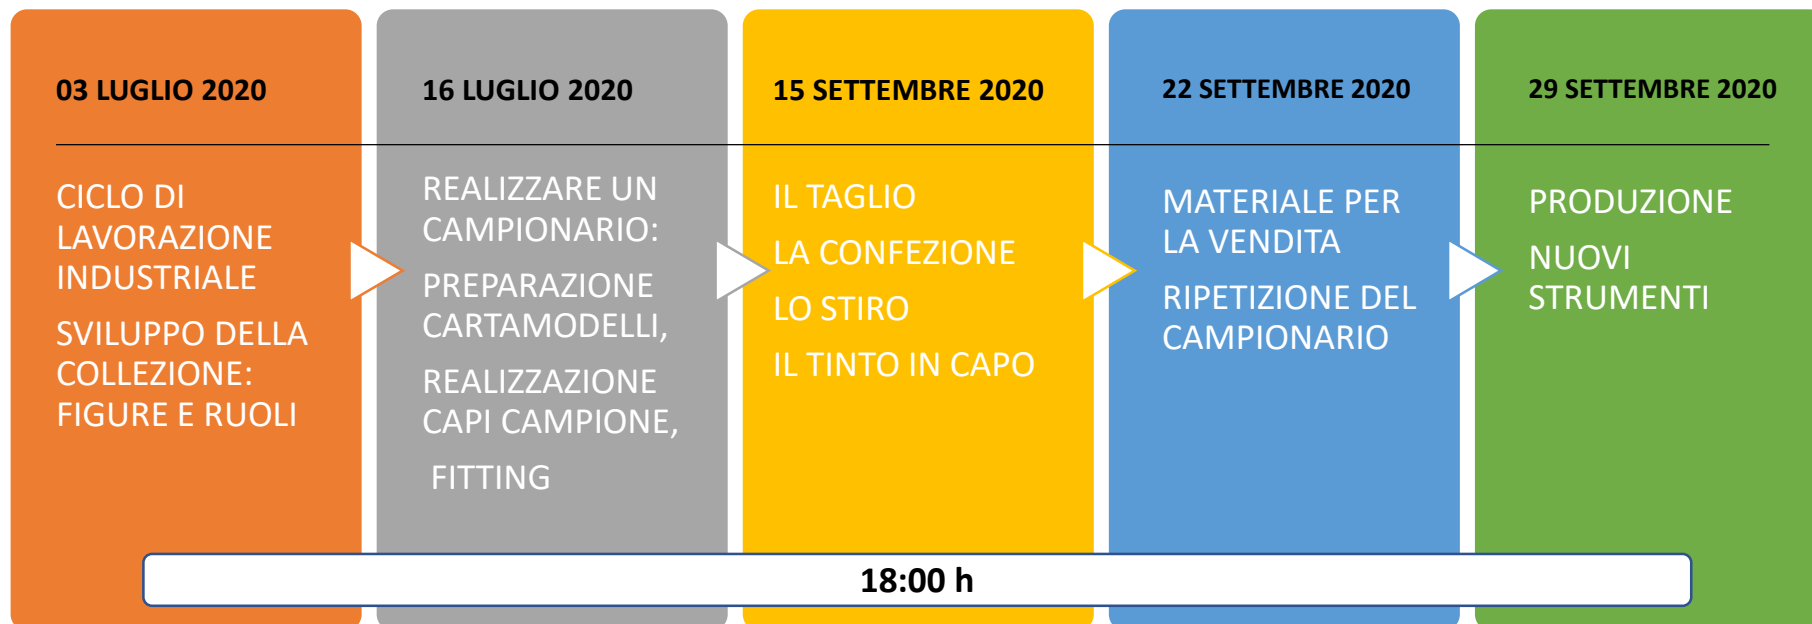 03 LUGLIO 2020
CICLO DI
LAVORAZIONE
INDUSTRIALE
SVILUPPO DELLA
COLLEZIONE:
FIGURE E RUOLI
16 LUGLIO 2020
REALIZZARE UN
CAMPIONARIO:
PREPARAZIONE
CARTAMODELLI,
REALIZZAZIONE
CAPI CAMPIONE,
FITTING
15 SETTEMBRE 2020
IL TAGLIO
LA CONFEZIONE
LO STIRO
IL TINTO IN CAPO
22 SETTEMBRE 2020
MATERIALE PER
LA VENDITA
RIPETIZIONE DEL
CAMPIONARIO
29 SETTEMBRE 2020
PRODUZIONE
NUOVI
STRUMENTI
18:00 h